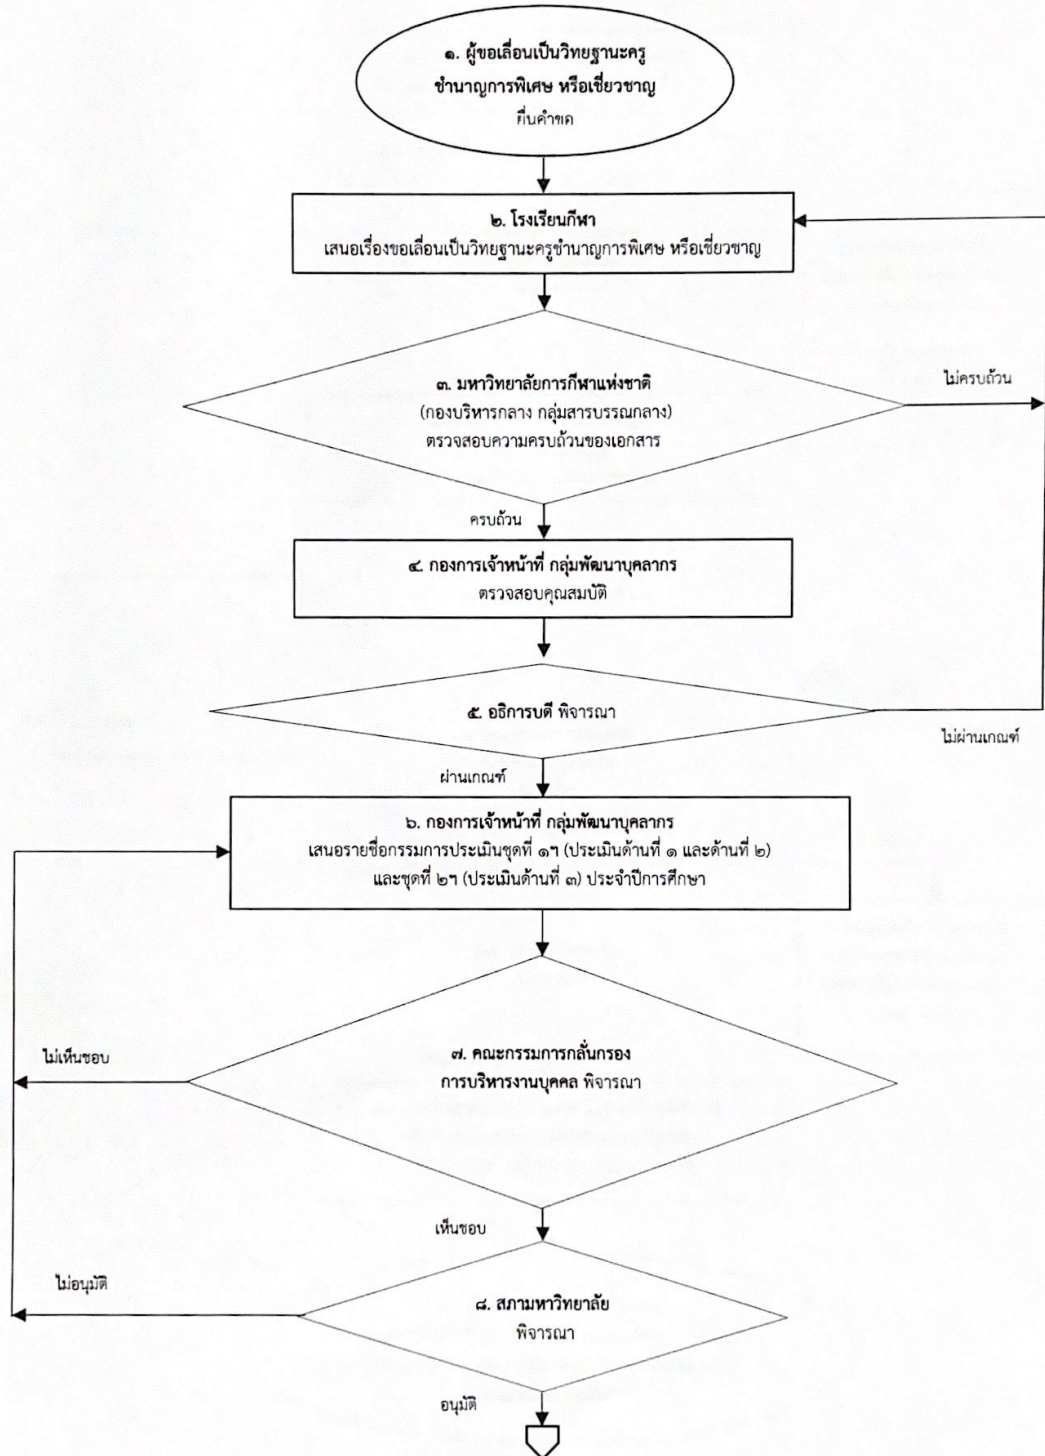 ๑. ผู้ขอเลื่อนเป็นวิทยฐานะครู
ชำนาญการพิเศษ หรือเชี่ยวชาญ
ยื่นคำขอ
๒. โรงเรียนกีฬา
เสนอเรื่องขอเลื่อนเป็นวิทยฐานะครูชำนาญการพิเศษ หรือเชี่ยวชาญ
๓. มหาวิทยาลัยการกีฬาแห่งชาติ
(กองบริหารกลาง กลุ่มสารบรรณกลาง)
ตรวจสอบความครบถ้วนของเอกสาร
ไม่ครบถ้วน
ครบถ้วน
๔. กองการเจ้าหน้าที่ กลุ่มพัฒนาบุคลากร
ตรวจสอบคุณสมบัติ
๕. อธิการบดี พิจารณา
ไม่ผ่านเกณฑ์
ผ่านเกณฑ์
๖. กองการเจ้าหน้าที่ กลุ่มพัฒนาบุคลากร
เสนอรายชื่อกรรมการประเมินชุดที่ ๑ฯ (ประเมินด้านที่ ๑ และด้านที่ ๒)
และชุดที่ ๒ฯ (ประเมินด้านที่ ๓) ประจำปีการศึกษา
๗. คณะกรรมการกลั่นกรอง
การบริหารงานบุคคล พิจารณา
ไม่เห็นชอบ
เห็นชอบ
๘. สภามหาวิทยาลัย
พิจารณา
ไม่อนุมัติ
อนุมัติ